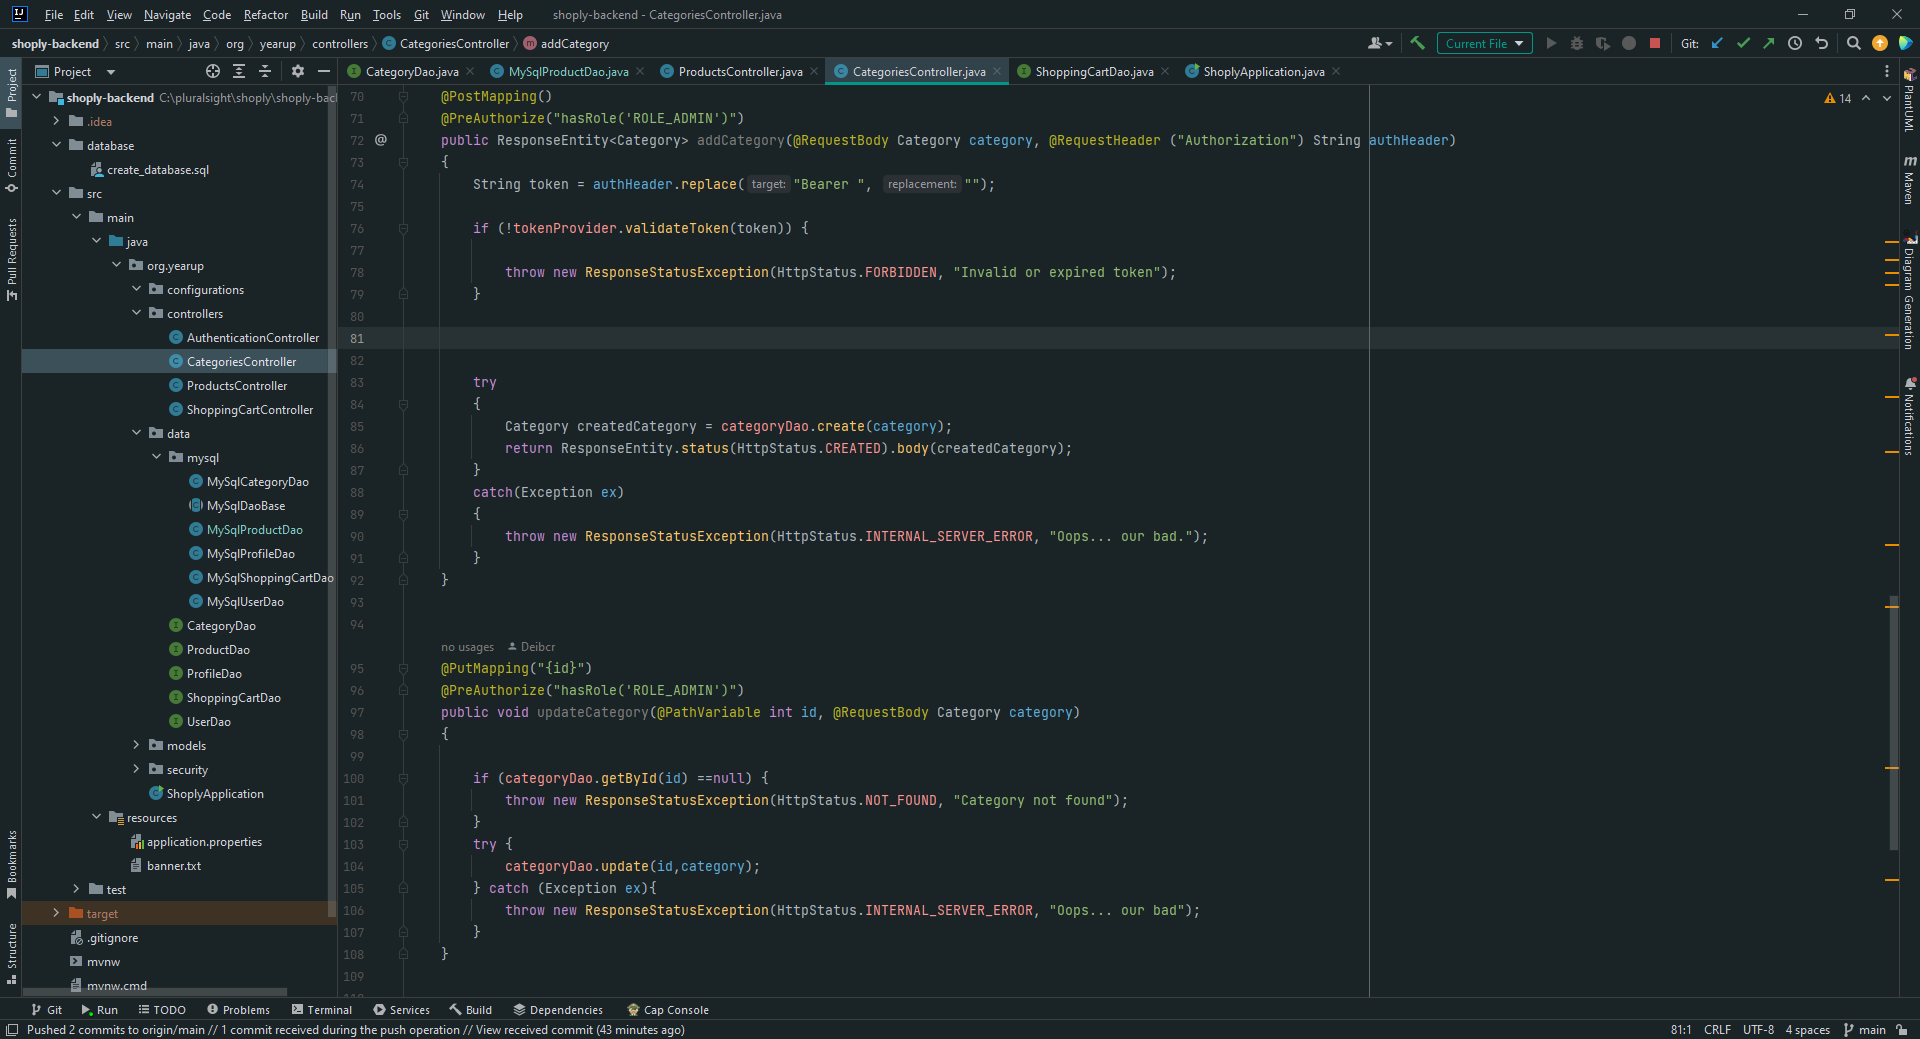 File Edit View Navigate Code Refactor Build Run Tools Git Window Help shoply-backend - CategoriesController.java
shoply-backend src main java org yearup controllers CategoriesController addCategory Current File Git:
Project
CategoryDao.java MySqlProductDao.java ProductsController.java CategoriesController.java ShoppingCartDao.java ShoplyApplication.java
Project
Commit
Pull Requests
Bookmarks
Structure
shoply-backend C:\pluralsight\shoply\shoply-bac
.idea
database
create_database.sql
src
main
java
org.yearup
configurations
controllers
AuthenticationController
CategoriesController
ProductsController
ShoppingCartController
data
mysql
MySqlCategoryDao
MySqlDaoBase
MySqlProductDao
MySqlProfileDao
MySqlShoppingCartDao
MySqlUserDao
CategoryDao
ProductDao
ProfileDao
ShoppingCartDao
UserDao
models
security
ShoplyApplication
resources
application.properties
banner.txt
test
target
.gitignore
mvnw
mvnw.cmd
14
70 @PostMapping()
71 @PreAuthorize("hasRole('ROLE_ADMIN')")
72 @ public ResponseEntity<Category> addCategory(@RequestBody Category category, @RequestHeader ("Authorization") String authHeader)
73 {
74 String token = authHeader.replace( target: "Bearer ", replacement: "");
75
76 if (!tokenProvider.validateToken(token)) {
77
78 throw new ResponseStatusException(HttpStatus.FORBIDDEN, "Invalid or expired token");
79 }
80
81
82
83 try
84 {
85 Category createdCategory = categoryDao.create(category);
86 return ResponseEntity.status(HttpStatus.CREATED).body(createdCategory);
87 }
88 catch(Exception ex)
89 {
90 throw new ResponseStatusException(HttpStatus.INTERNAL_SERVER_ERROR, "Oops... our bad.");
91 }
92 }
93
94
no usages Deibcr
95 @PutMapping("{id}")
96 @PreAuthorize("hasRole('ROLE_ADMIN')")
97 public void updateCategory(@PathVariable int id, @RequestBody Category category)
98 {
99
100 if (categoryDao.getById(id) ==null) {
101 throw new ResponseStatusException(HttpStatus.NOT_FOUND, "Category not found");
102 }
103 try {
104 categoryDao.update(id,category);
105 } catch (Exception ex){
106 throw new ResponseStatusException(HttpStatus.INTERNAL_SERVER_ERROR, "Oops... our bad");
107 }
108 }
109
PlantUML
Maven
Diagram Generation
Notifications
Git Run TODO Problems Terminal Services Build Dependencies Cap Console
Pushed 2 commits to origin/main // 1 commit received during the push operation // View received commit (43 minutes ago) 81:1 CRLF UTF-8 4 spaces main